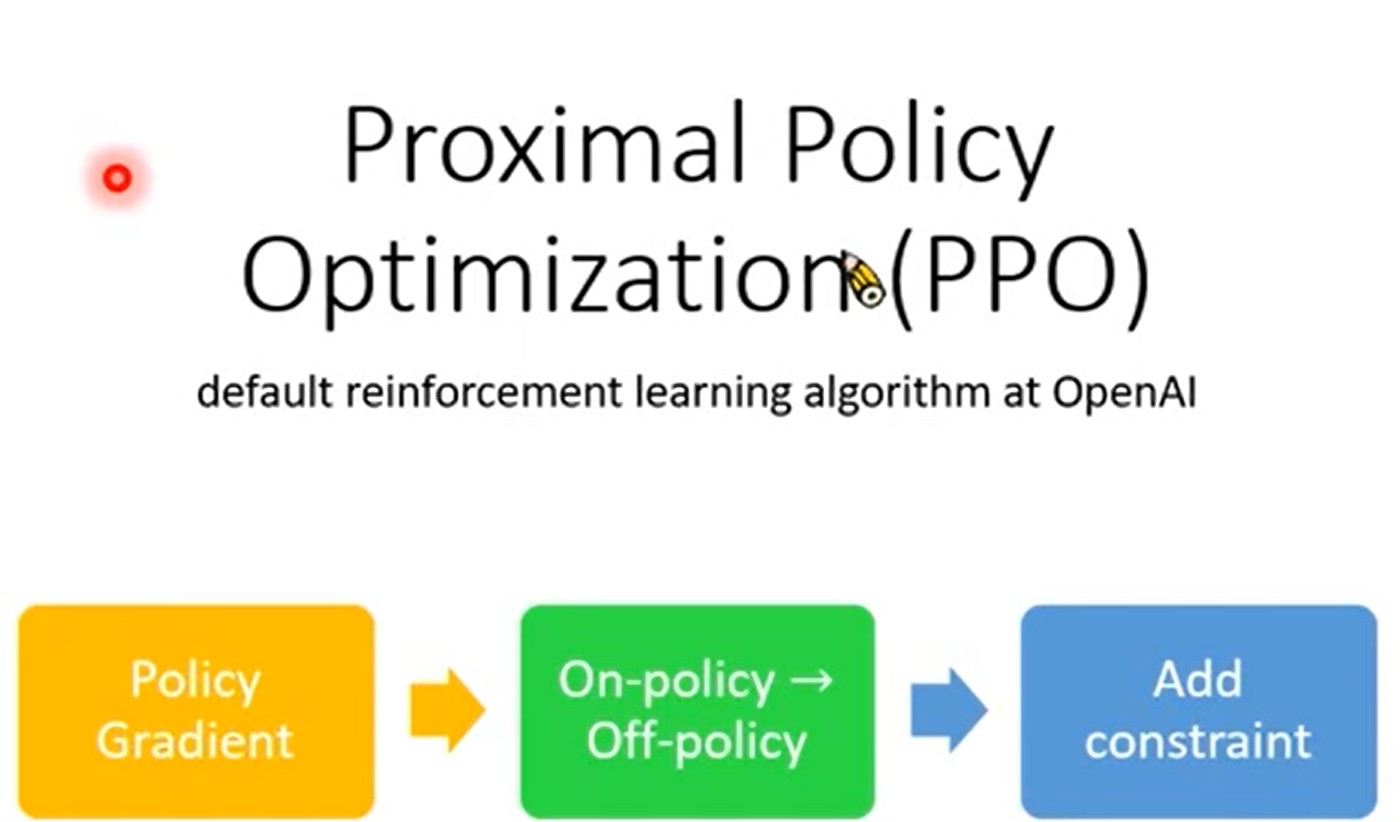 Proximal Policy
Optimization (PPO)
default reinforcement learning algorithm at OpenAI
Policy
Gradient
On-policy →
Off-policy
Add
constraint